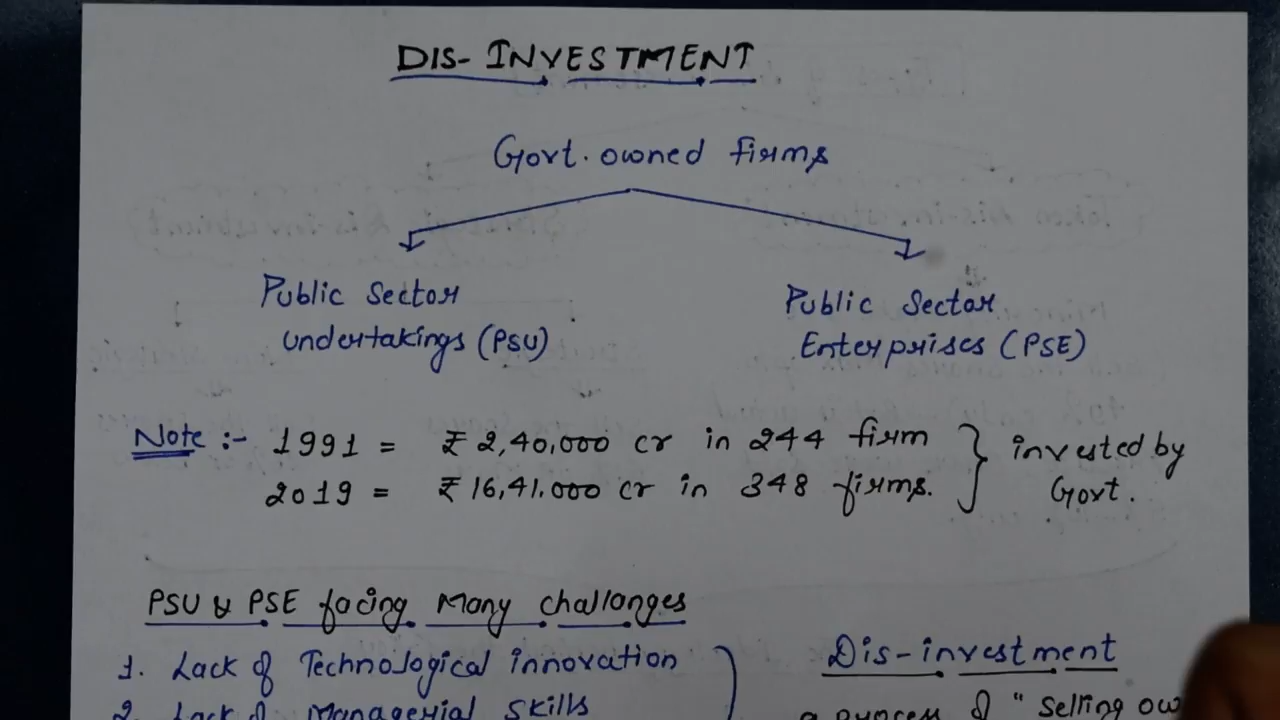 DIS-INVESTMENT
Govt. owned firms
Public Sector
undertakings (PSU)
Public Sector
Enterprises (PSE)
Note :- 1991 = ₹ 2,40,000 cr in 244 firm
2019 = ₹ 16,41,000 cr in 348 firms.
invested by
Govt.
PSU & PSE facing Many challanges
1. Lack of Technological innovation
2. Lack of Managerial Skills
Dis-investment
a process of " Selling